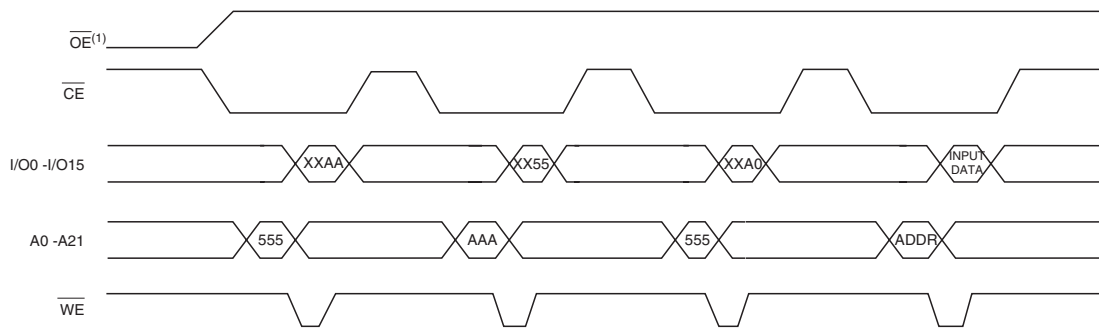 OE(1)
CE
I/O0 -I/O15
XXAA
XX55
XXA0
INPUT
DATA
A0 -A21
555
AAA
555
ADDR
WE